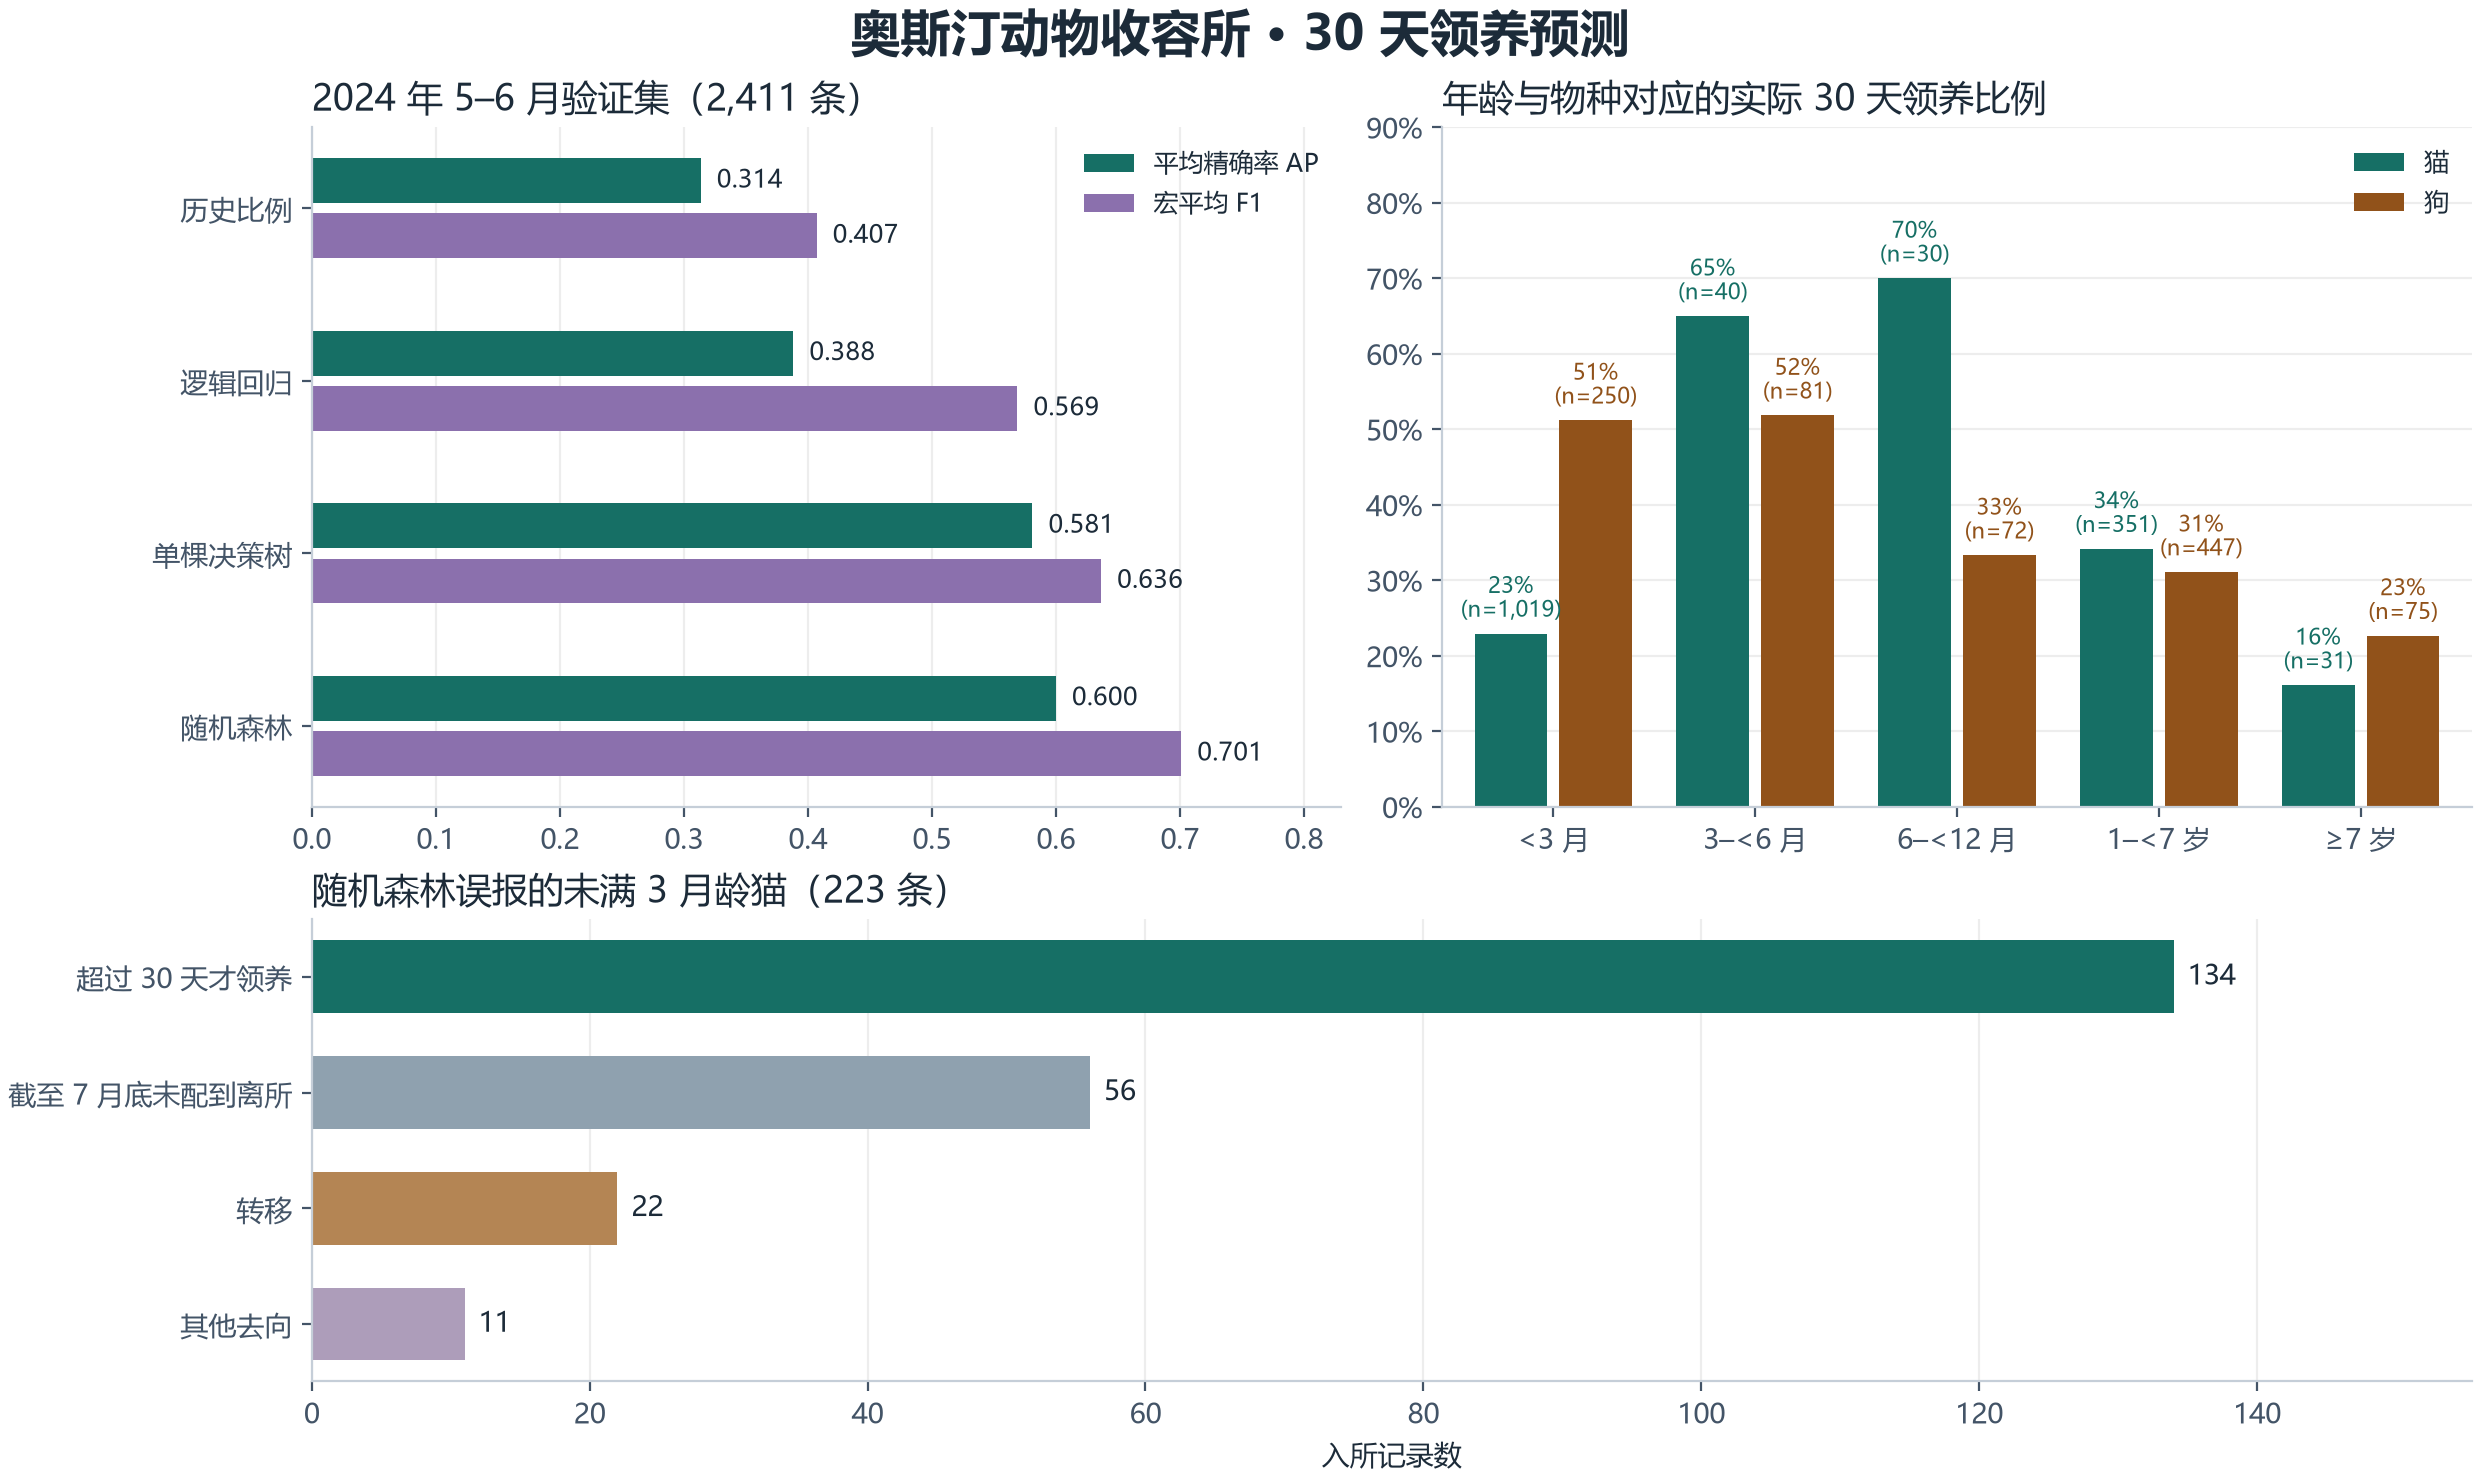 奥斯汀动物收容所 • 30 天领养预测
2024 年 5–6 月验证集（2,411 条）
平均精确率 AP
宏平均 F1
历史比例
0.314
0.407
逻辑回归
0.388
0.569
单棵决策树
0.581
0.636
随机森林
0.600
0.701
0.0 0.1 0.2 0.3 0.4 0.5 0.6 0.7 0.8
年龄与物种对应的实际 30 天领养比例
猫
狗
90%
80%
70%
60%
50%
40%
30%
20%
10%
0%
23%
(n=1,019)
51%
(n=250)
65%
(n=40)
52%
(n=81)
70%
(n=30)
33%
(n=72)
34%
(n=351)
31%
(n=447)
16%
(n=31)
23%
(n=75)
<3 月 3–<6 月 6–<12 月 1–<7 岁 ≥7 岁
随机森林误报的未满 3 月龄猫（223 条）
超过 30 天才领养
134
截至 7 月底未配到离所
56
转移
22
其他去向
11
0 20 40 60 80 100 120 140
入所记录数